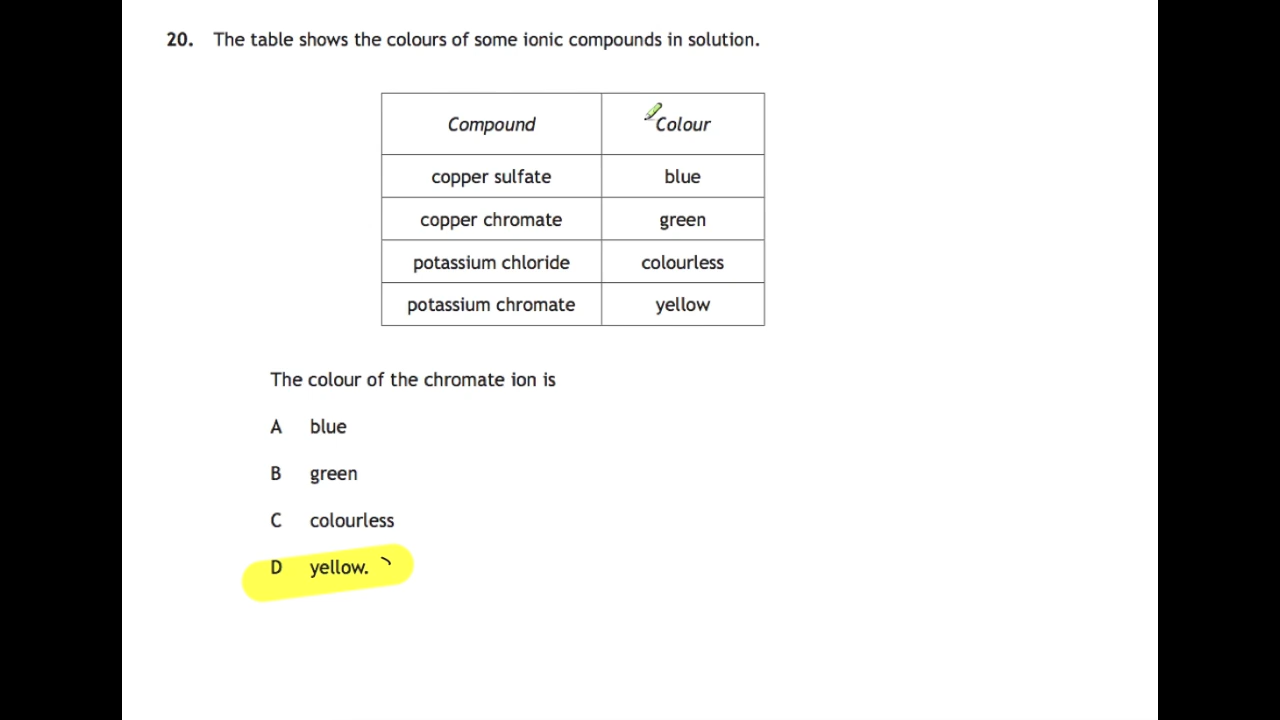 20. The table shows the colours of some ionic compounds in solution.
Compound Colour
copper sulfate blue
copper chromate green
potassium chloride colourless
potassium chromate yellow
The colour of the chromate ion is
A blue
B green
C colourless
D yellow.